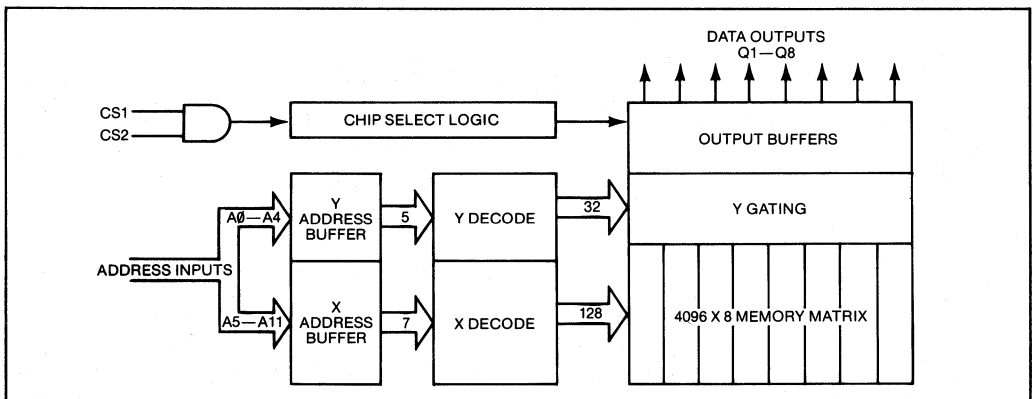 DATA OUTPUTS
Q1—Q8
CS1
CS2
CHIP SELECT LOGIC
OUTPUT BUFFERS
AØ—A4
Y
ADDRESS
BUFFER
5
Y DECODE
32
Y GATING
ADDRESS INPUTS
A5—A11
X
ADDRESS
BUFFER
7
X DECODE
128
4096 X 8 MEMORY MATRIX